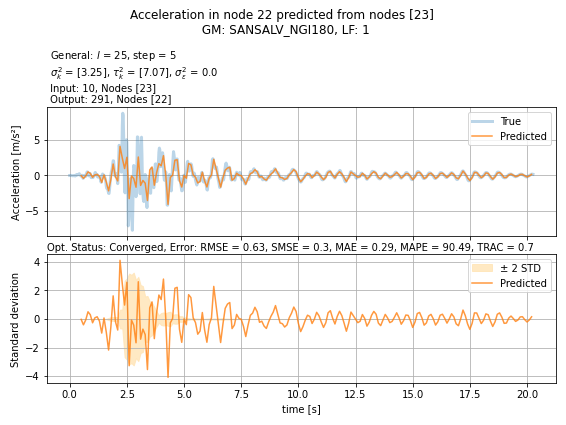 Acceleration in node 22 predicted from nodes [23]
GM: SANSALV_NGI180, LF: 1
General: l = 25, step = 5
σ²ₖ = [3.25], τ²ₖ = [7.07], σ²ε = 0.0
Input: 10, Nodes [23]
Output: 291, Nodes [22]
Acceleration [m/s²]
5
0
−5
True
Predicted
Opt. Status: Converged, Error: RMSE = 0.63, SMSE = 0.3, MAE = 0.29, MAPE = 90.49, TRAC = 0.7
Standard deviation
4
2
0
−2
−4
± 2 STD
Predicted
0.0 2.5 5.0 7.5 10.0 12.5 15.0 17.5 20.0
time [s]